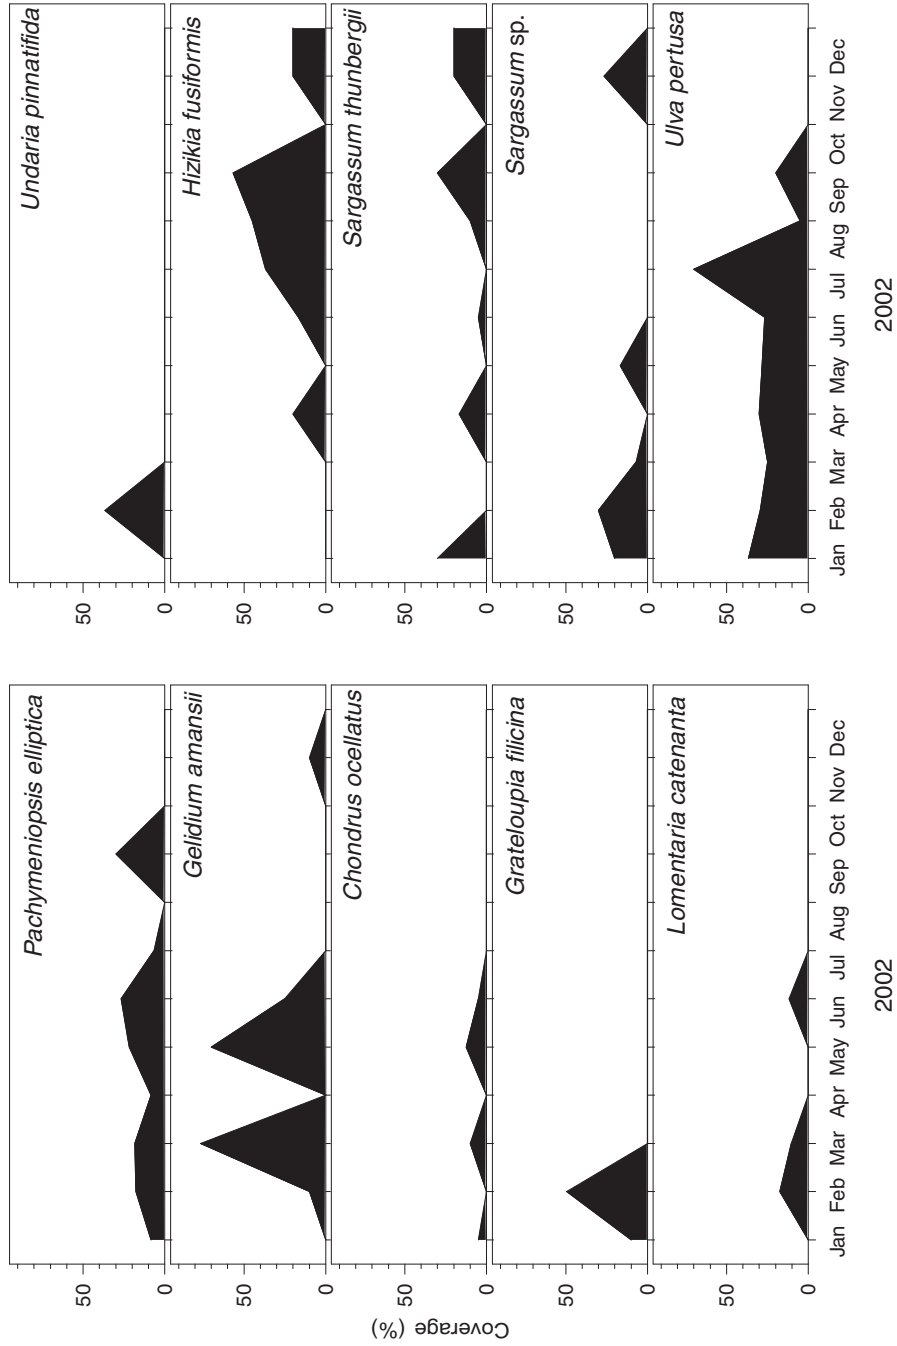 Coverage (%)
Pachymeniopsis elliptica
50
0
Gelidium amansii
50
0
Chondrus ocellatus
50
0
Grateloupia filicina
50
0
Lomentaria catenanta
50
0
Jan Feb Mar Apr May Jun Jul Aug Sep Oct Nov Dec
2002
Undaria pinnatifida
50
0
Hizikia fusiformis
50
0
Sargassum thunbergii
50
0
Sargassum sp.
50
0
Ulva pertusa
50
0
Jan Feb Mar Apr May Jun Jul Aug Sep Oct Nov Dec
2002